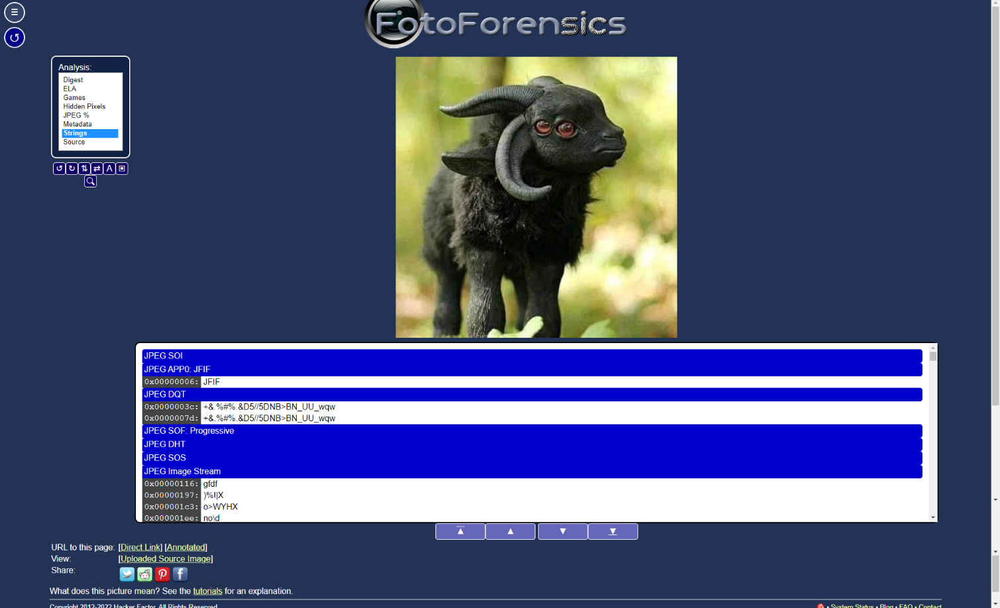 FotoForensics
Analysis:
Digest
ELA
Games
Hidden Pixels
JPEG %
Metadata
Strings
Source
A
JPEG SOI
JPEG APP0: JFIF
0x00000006: JFIF
JPEG DQT
0x0000003c: +&.%#%.&D5//5DNB>BN_UU_wqw
0x0000007d: +&.%#%.&D5//5DNB>BN_UU_wqw
JPEG SOF: Progressive
JPEG DHT
JPEG SOS
JPEG Image Stream
0x00000116: gfdf
0x00000197: )%I|X
0x000001c3: o>WYHX
0x000001ee: no\d
URL to this page: [Direct Link] [Annotated]
View: [Uploaded Source Image]
Share:
What does this picture mean? See the tutorials for an explanation.
Copyright 2012-2022 Hacker Factor, All Rights Reserved
• System Status • Blog • FAQ • Contact